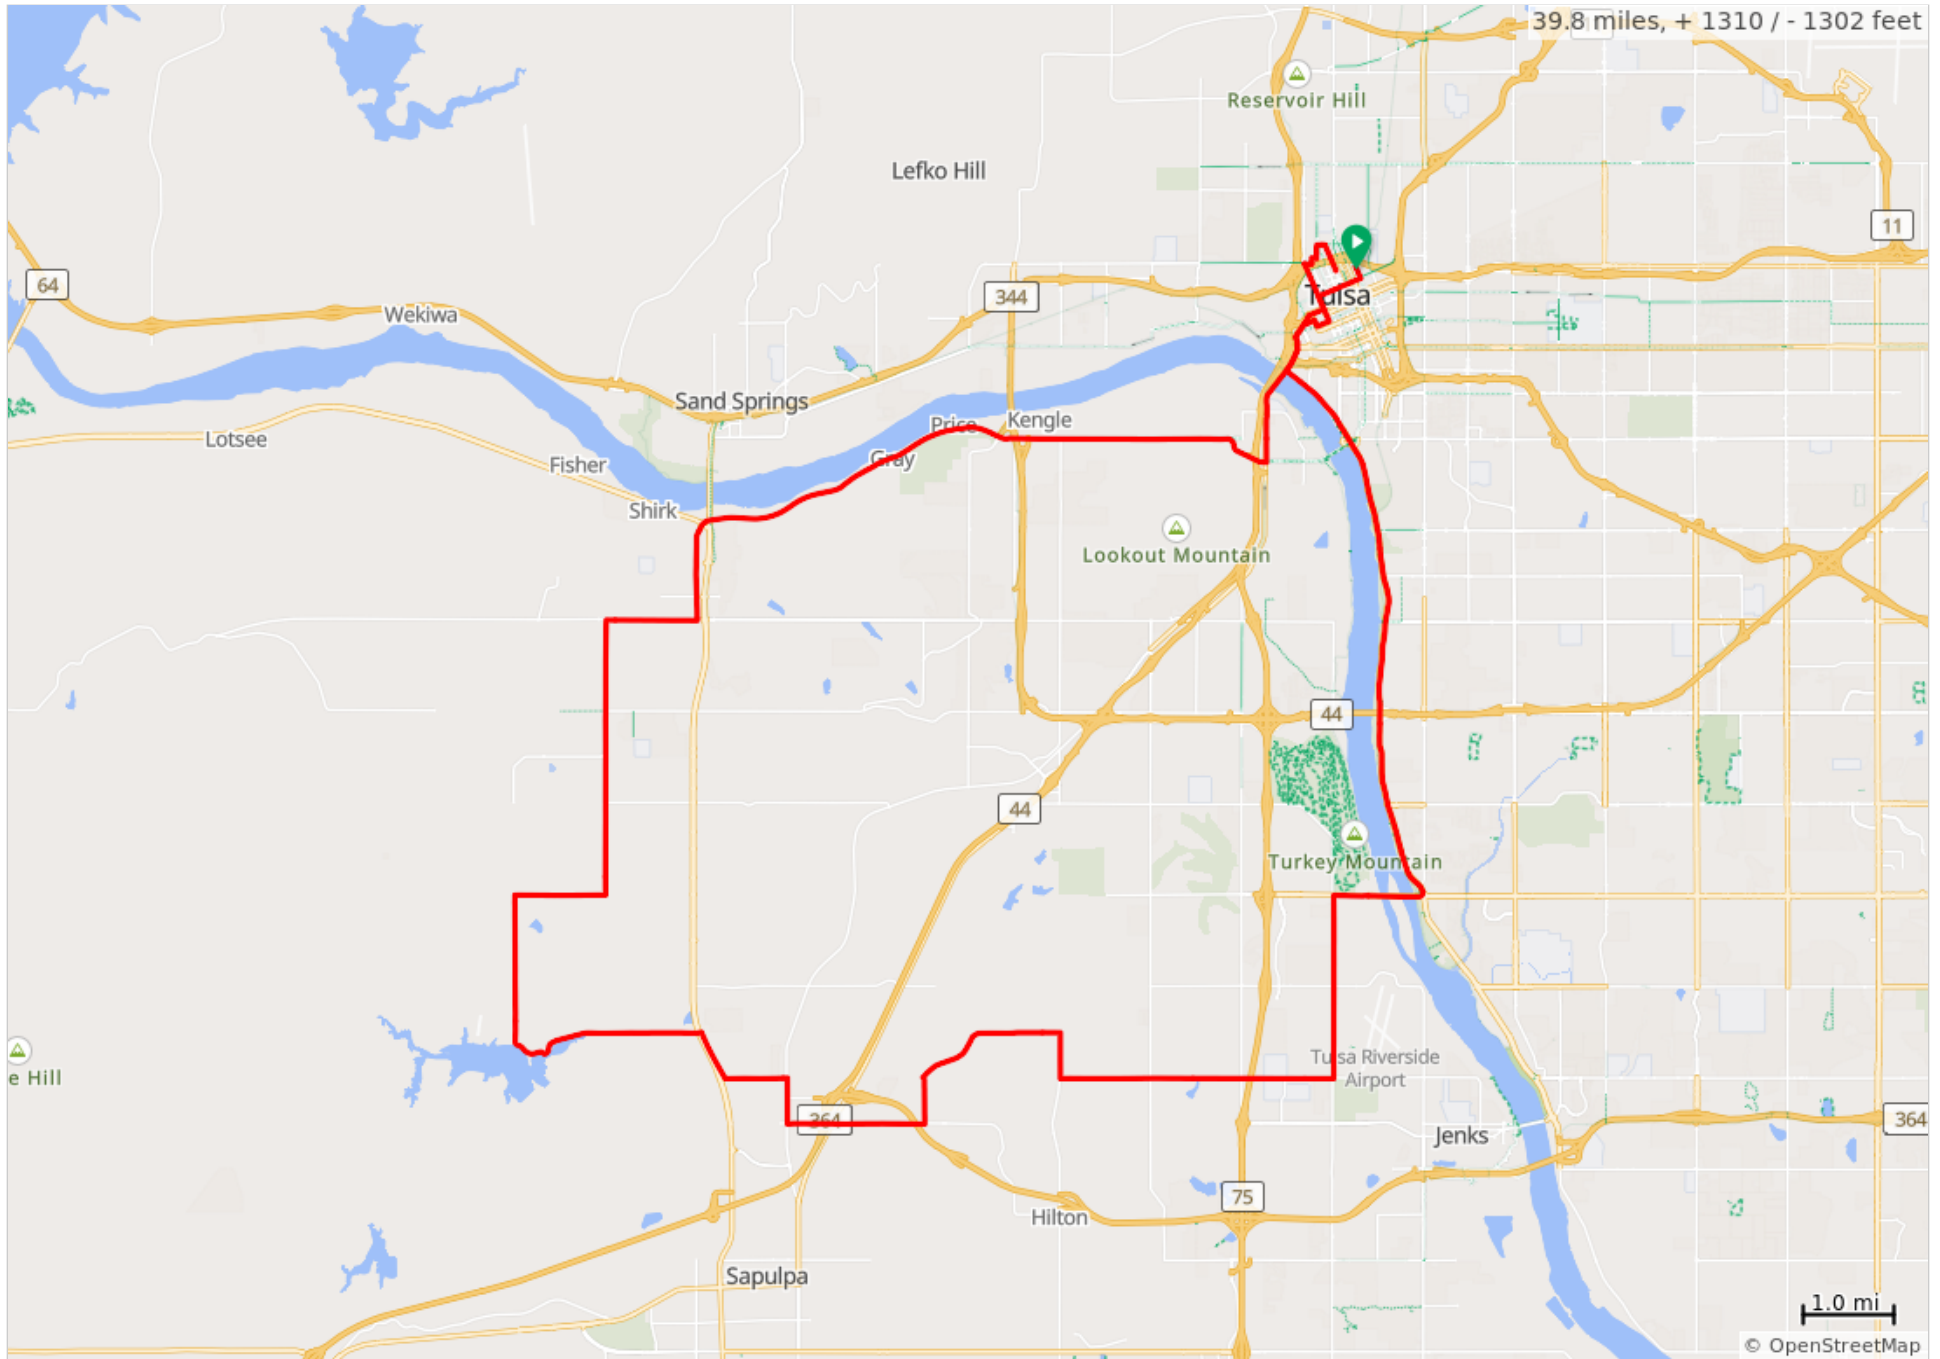 39.8 miles, + 1310 / - 1302 feet
Reservoir Hill
Lefko Hill
11
64
344
Tulsa
Wekiwa
Sand Springs
Price
Kengle
Lotsee
Gray
Fisher
Shirk
Lookout Mountain
44
44
Turkey Mountain
e Hill
Tulsa Riverside
Airport
364
364
Jenks
75
Hilton
Sapulpa
1.0 mi
© OpenStreetMap